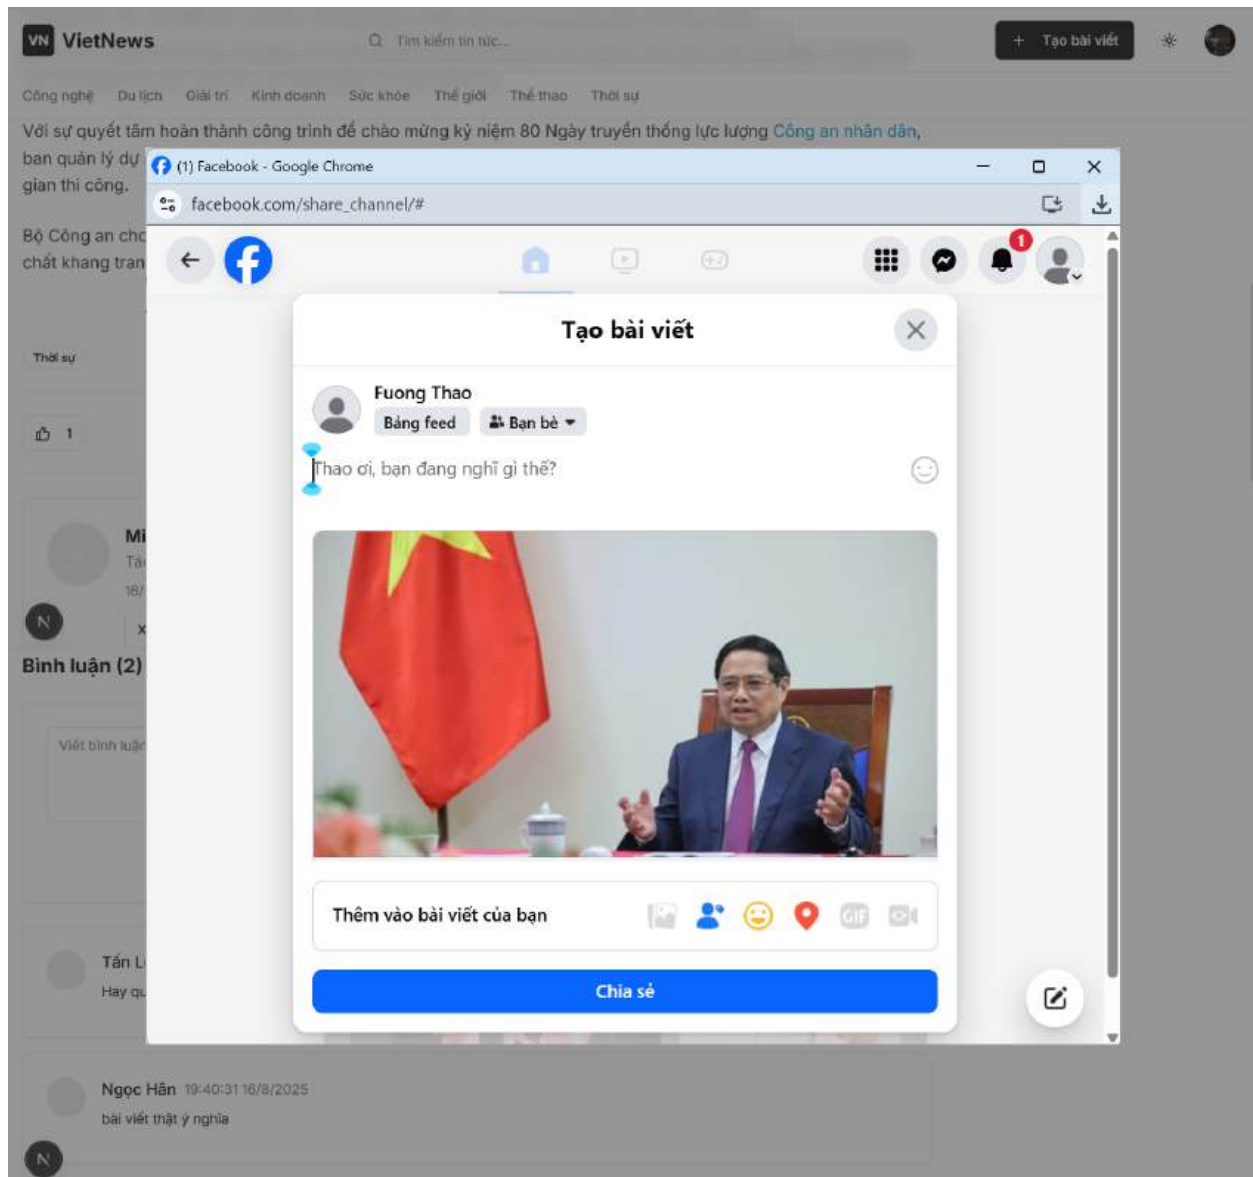 VN VietNews
Tìm kiếm tin tức...
+ Tạo bài viết
Công nghệ Du lịch Giải trí Kinh doanh Sức khỏe Thế giới Thể thao Thời sự
Với sự quyết tâm hoàn thành công trình để chào mừng kỷ niệm 80 Ngày truyền thống lực lượng Công an nhân dân,
ban quản lý dự
gian thi công.
Bộ Công an cho
chất khang tran
Thời sự
1
Mi
Tá
16/
X
N
Bình luận (2)
Viết bình luận
Tấn L
Hay qu
Ngọc Hân 19:40:31 16/8/2025
bài viết thật ý nghĩa
N
(1) Facebook - Google Chrome
facebook.com/share_channel/#
1
Tạo bài viết
Fuong Thao
Bảng feed Bạn bè
Thao ơi, bạn đang nghĩ gì thế?
Thêm vào bài viết của bạn
GIF
Chia sẻ